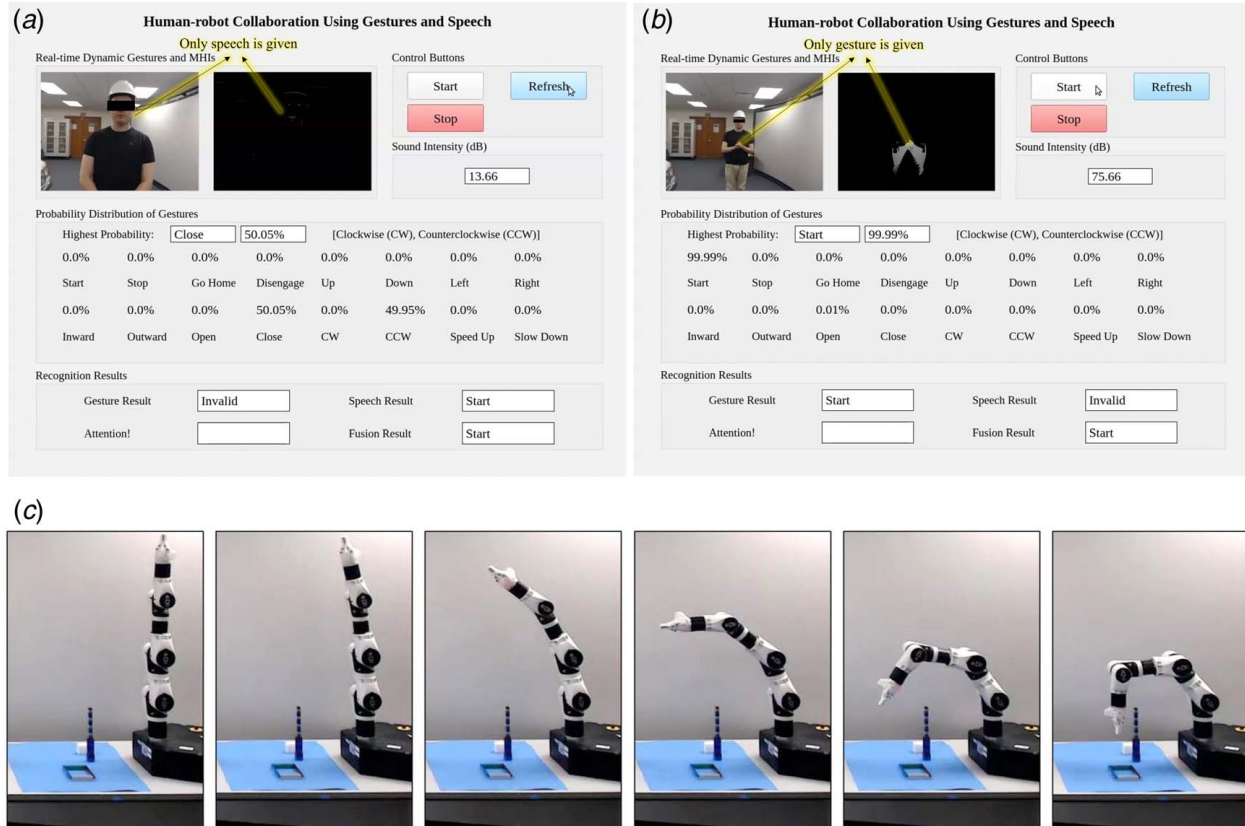 (a)
Human-robot Collaboration Using Gestures and Speech
Only speech is given
Real-time Dynamic Gestures and MHIs
Control Buttons
Start Refresh
Stop
Sound Intensity (dB)
13.66
Probability Distribution of Gestures
Highest Probability: Close 50.05% [Clockwise (CW), Counterclockwise (CCW)]
0.0% 0.0% 0.0% 0.0% 0.0% 0.0% 0.0% 0.0%
Start Stop Go Home Disengage Up Down Left Right
0.0% 0.0% 0.0% 50.05% 0.0% 49.95% 0.0% 0.0%
Inward Outward Open Close CW CCW Speed Up Slow Down
Recognition Results
Gesture Result Invalid Speech Result Start
Attention! Fusion Result Start
(b)
Human-robot Collaboration Using Gestures and Speech
Only gesture is given
Real-time Dynamic Gestures and MHIs
Control Buttons
Start Refresh
Stop
Sound Intensity (dB)
75.66
Probability Distribution of Gestures
Highest Probability: Start 99.99% [Clockwise (CW), Counterclockwise (CCW)]
99.99% 0.0% 0.0% 0.0% 0.0% 0.0% 0.0% 0.0%
Start Stop Go Home Disengage Up Down Left Right
0.0% 0.0% 0.01% 0.0% 0.0% 0.0% 0.0% 0.0%
Inward Outward Open Close CW CCW Speed Up Slow Down
Recognition Results
Gesture Result Start Speech Result Invalid
Attention! Fusion Result Start
(c)